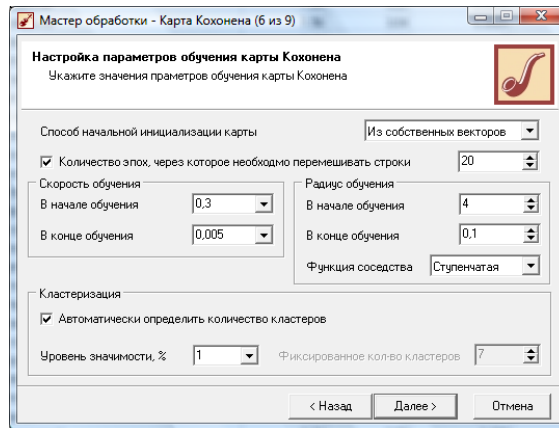 Мастер обработки - Карта Кохонена (6 из 9)
Настройка параметров обучения карты Кохонена
Укажите значения праметров обучения карты Кохонена
Способ начальной инициализации карты Из собственных векторов
Количество эпох, через которое необходмо перемешивать строки 20
Скорость обучения
В начале обучения 0,3
В конце обучения 0,005
Радиус обучения
В начале обучения 4
В конце обучения 0,1
Функция соседства Ступенчатая
Кластеризация
Автоматически определить количество кластеров
Уровень значимости, % 1 Фиксированное кол-во кластеров 7
< Назад Далее > Отмена